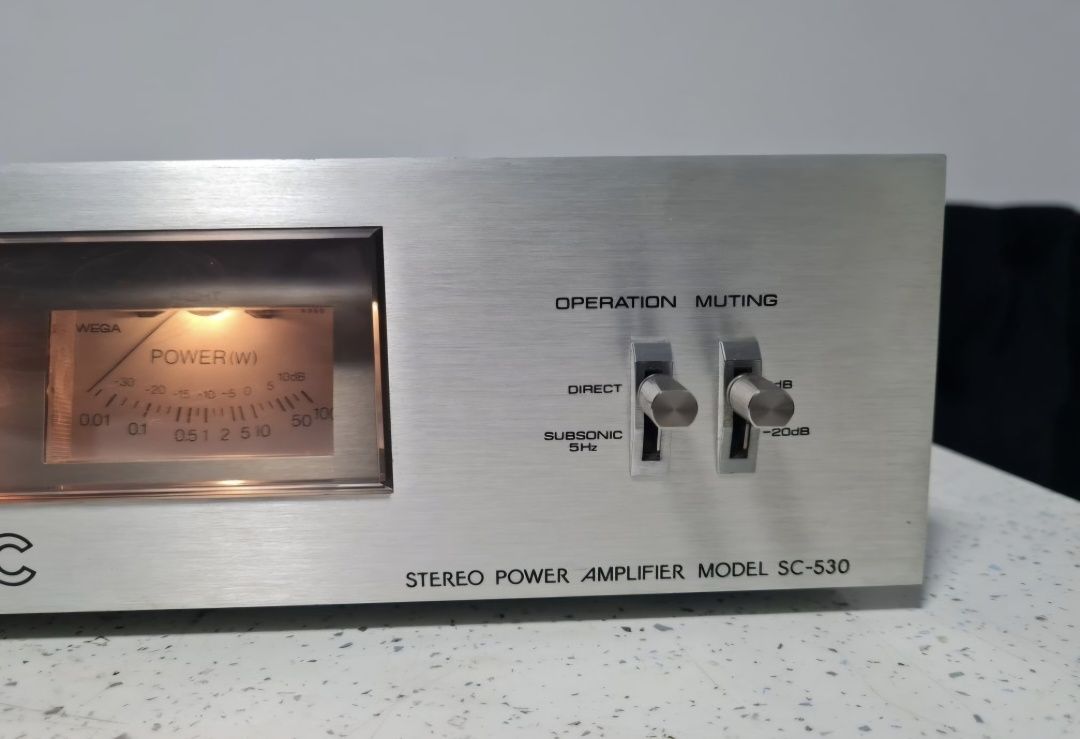 OPERATION MUTING
WEGA
POWER(W)
-30 -20 -15 -10 -5 0 5 10dB
0.01 0.1 0.5 1 2 5 10 50
DIRECT dB
SUBSONIC -20dB
5Hz
C
STEREO POWER AMPLIFIER MODEL SC-530